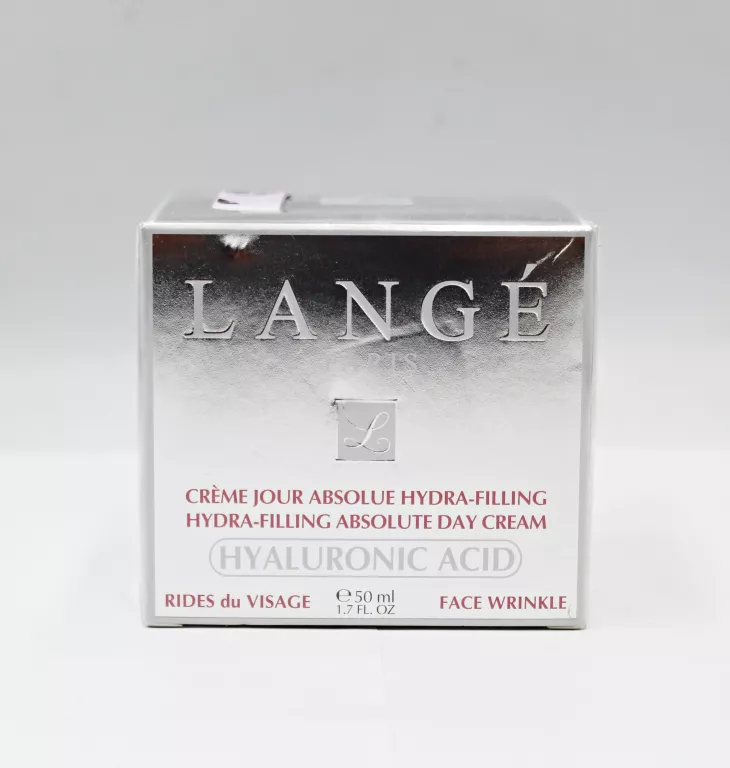 LANGÉ
L
CRÈME JOUR ABSOLUE HYDRA-FILLING
HYDRA-FILLING ABSOLUTE DAY CREAM
HYALURONIC ACID
RIDES du VISAGE ℮50 ml FACE WRINKLE
1.7 FL. OZ